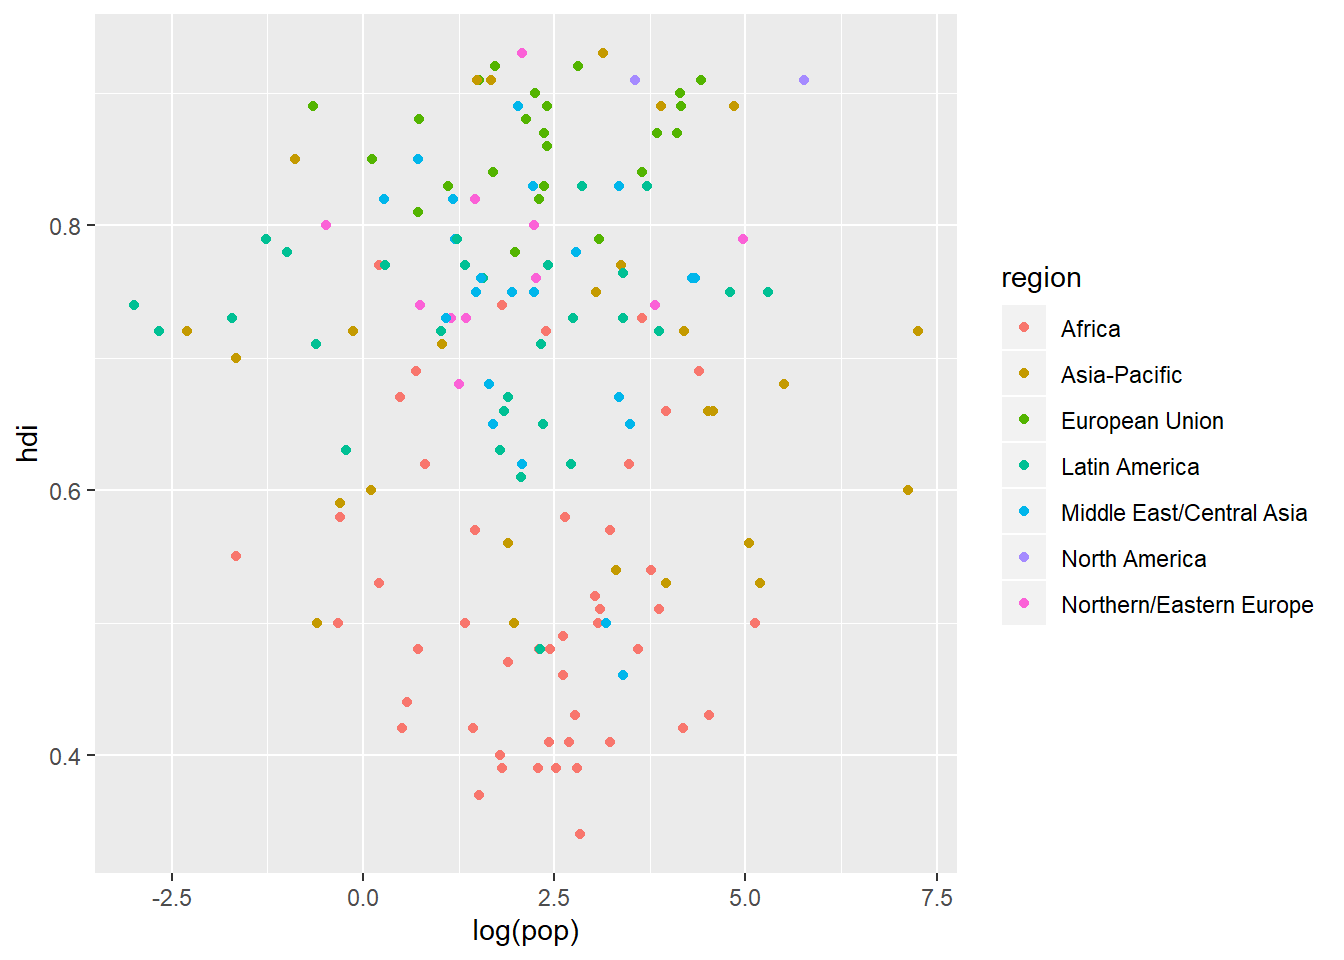 hdi
0.8
0.6
0.4
-2.5
0.0
2.5
5.0
7.5
log(pop)
region
Africa
Asia-Pacific
European Union
Latin America
Middle East/Central Asia
North America
Northern/Eastern Europe